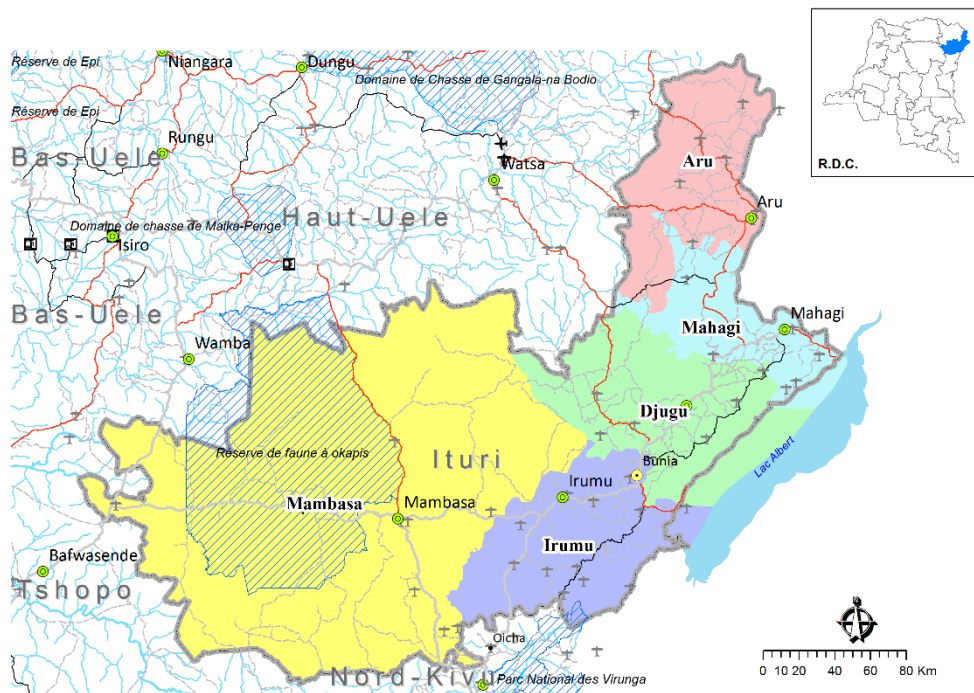 Réserve de Epi
Niangara
Dungu
Domaine de Chasse de Gangala-na Bodio
R.D.C.
Réserve de Epi
Rungu
Bas-Uele
Watsa
Aru
Haut-Uele
Aru
Domaine de chasse de Maika-Penge
Isiro
Bas-Uele
Mahagi
Mahagi
Wamba
Djugu
Lac Albert
Réserve de faune à okapis
Ituri
Bunia
Irumu
Mambasa
Mambasa
Irumu
Bafwasende
Tshopo
Oicha
Nord-Kivu
Parc National des Virunga
0 10 20 40 60 80 Km